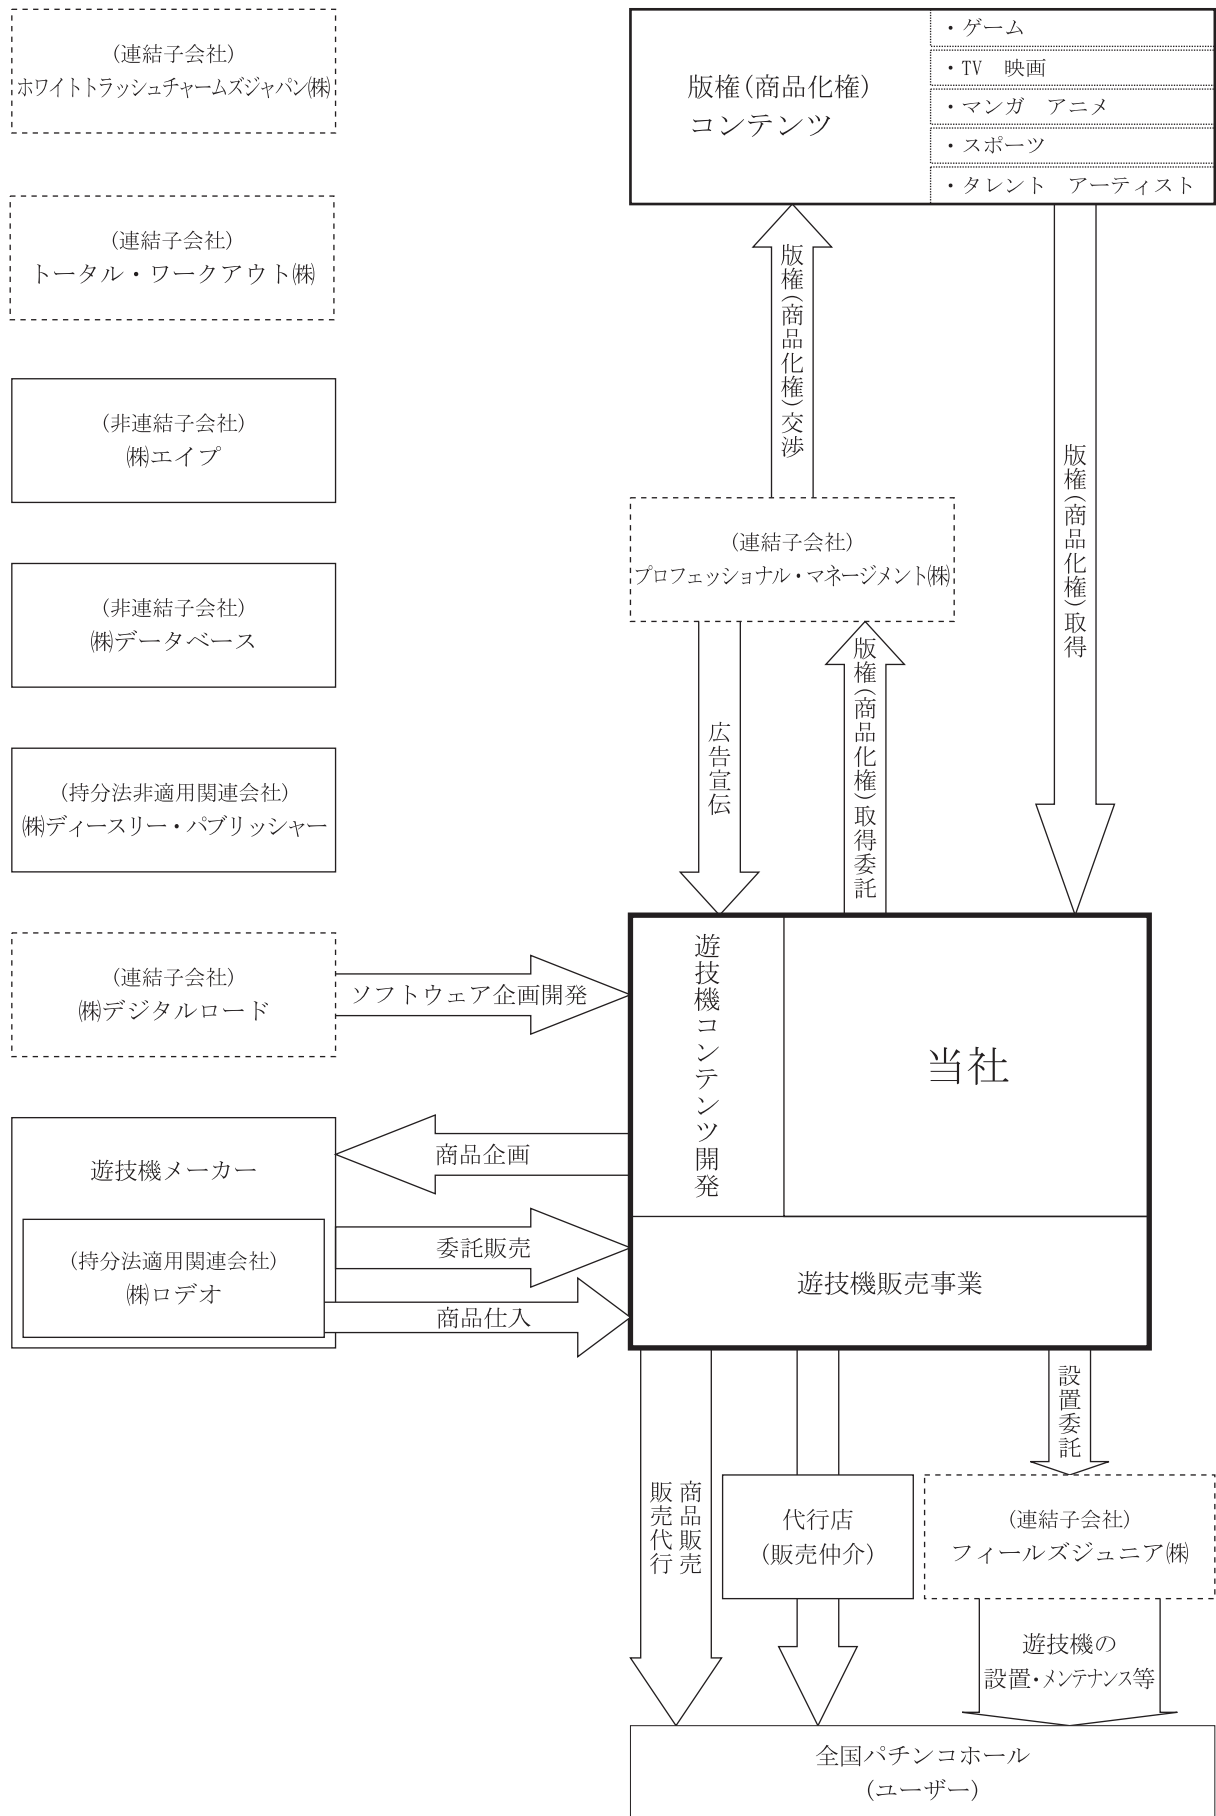 (連結子会社)
ホワイトトラッシュチャームズジャパン㈱
(連結子会社)
トータル・ワークアウト㈱
(非連結子会社)
㈱エイプ
(非連結子会社)
㈱データベース
(持分法非適用関連会社)
㈱ディースリー・パブリッシャー
(連結子会社)
㈱デジタルロード
遊技機メーカー
(持分法適用関連会社)
㈱ロデオ
版権(商品化権)
コンテンツ
・ゲーム
・TV 映画
・マンガ アニメ
・スポーツ
・タレント アーティスト
版権(商品化権)交渉
版権(商品化権)取得
(連結子会社)
プロフェッショナル・マネージメント㈱
広告宣伝
版権(商品化権)取得委託
ソフトウェア企画開発
商品企画
委託販売
商品仕入
遊技機コンテンツ開発
当社
遊技機販売事業
商品販売
販売代行
代行店
(販売仲介)
設置委託
(連結子会社)
フィールズジュニア㈱
遊技機の
設置・メンテナンス等
全国パチンコホール
(ユーザー)